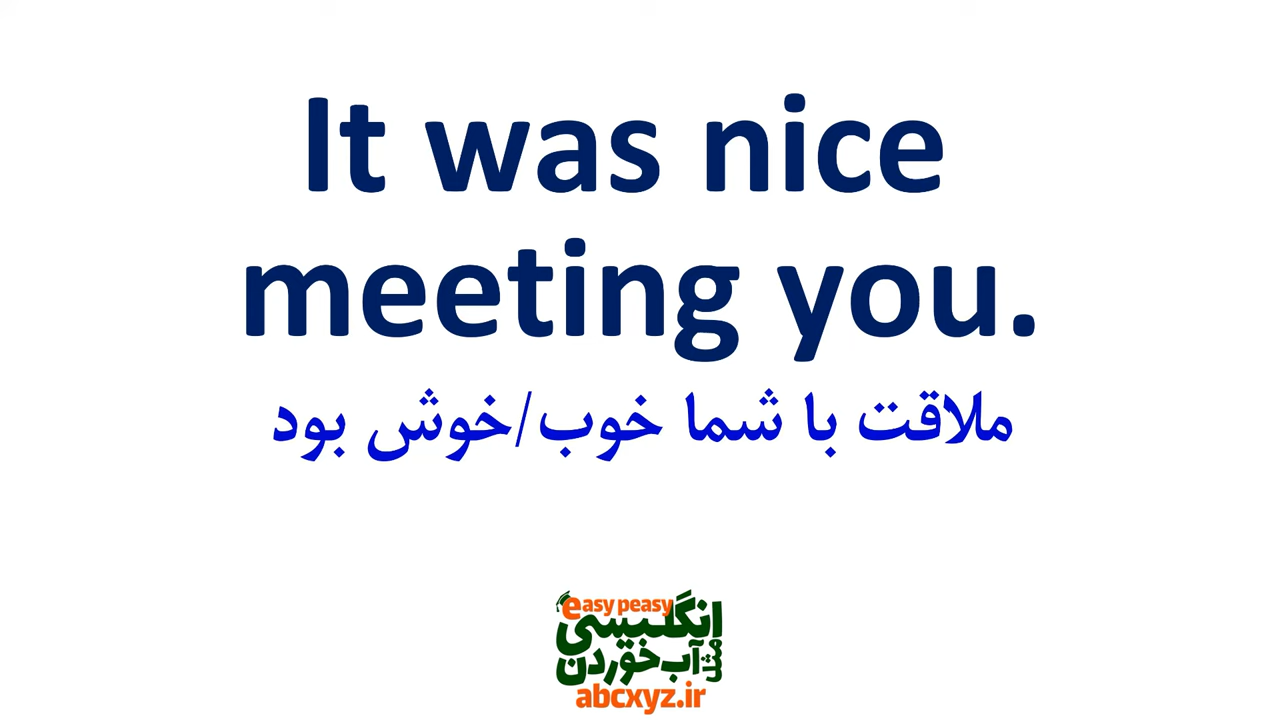 It was nice
meeting you.
ملاقت با شما خوب/خوش بود
easy peasy
انگلیسی
مثل آب خوردن
abcxyz.ir